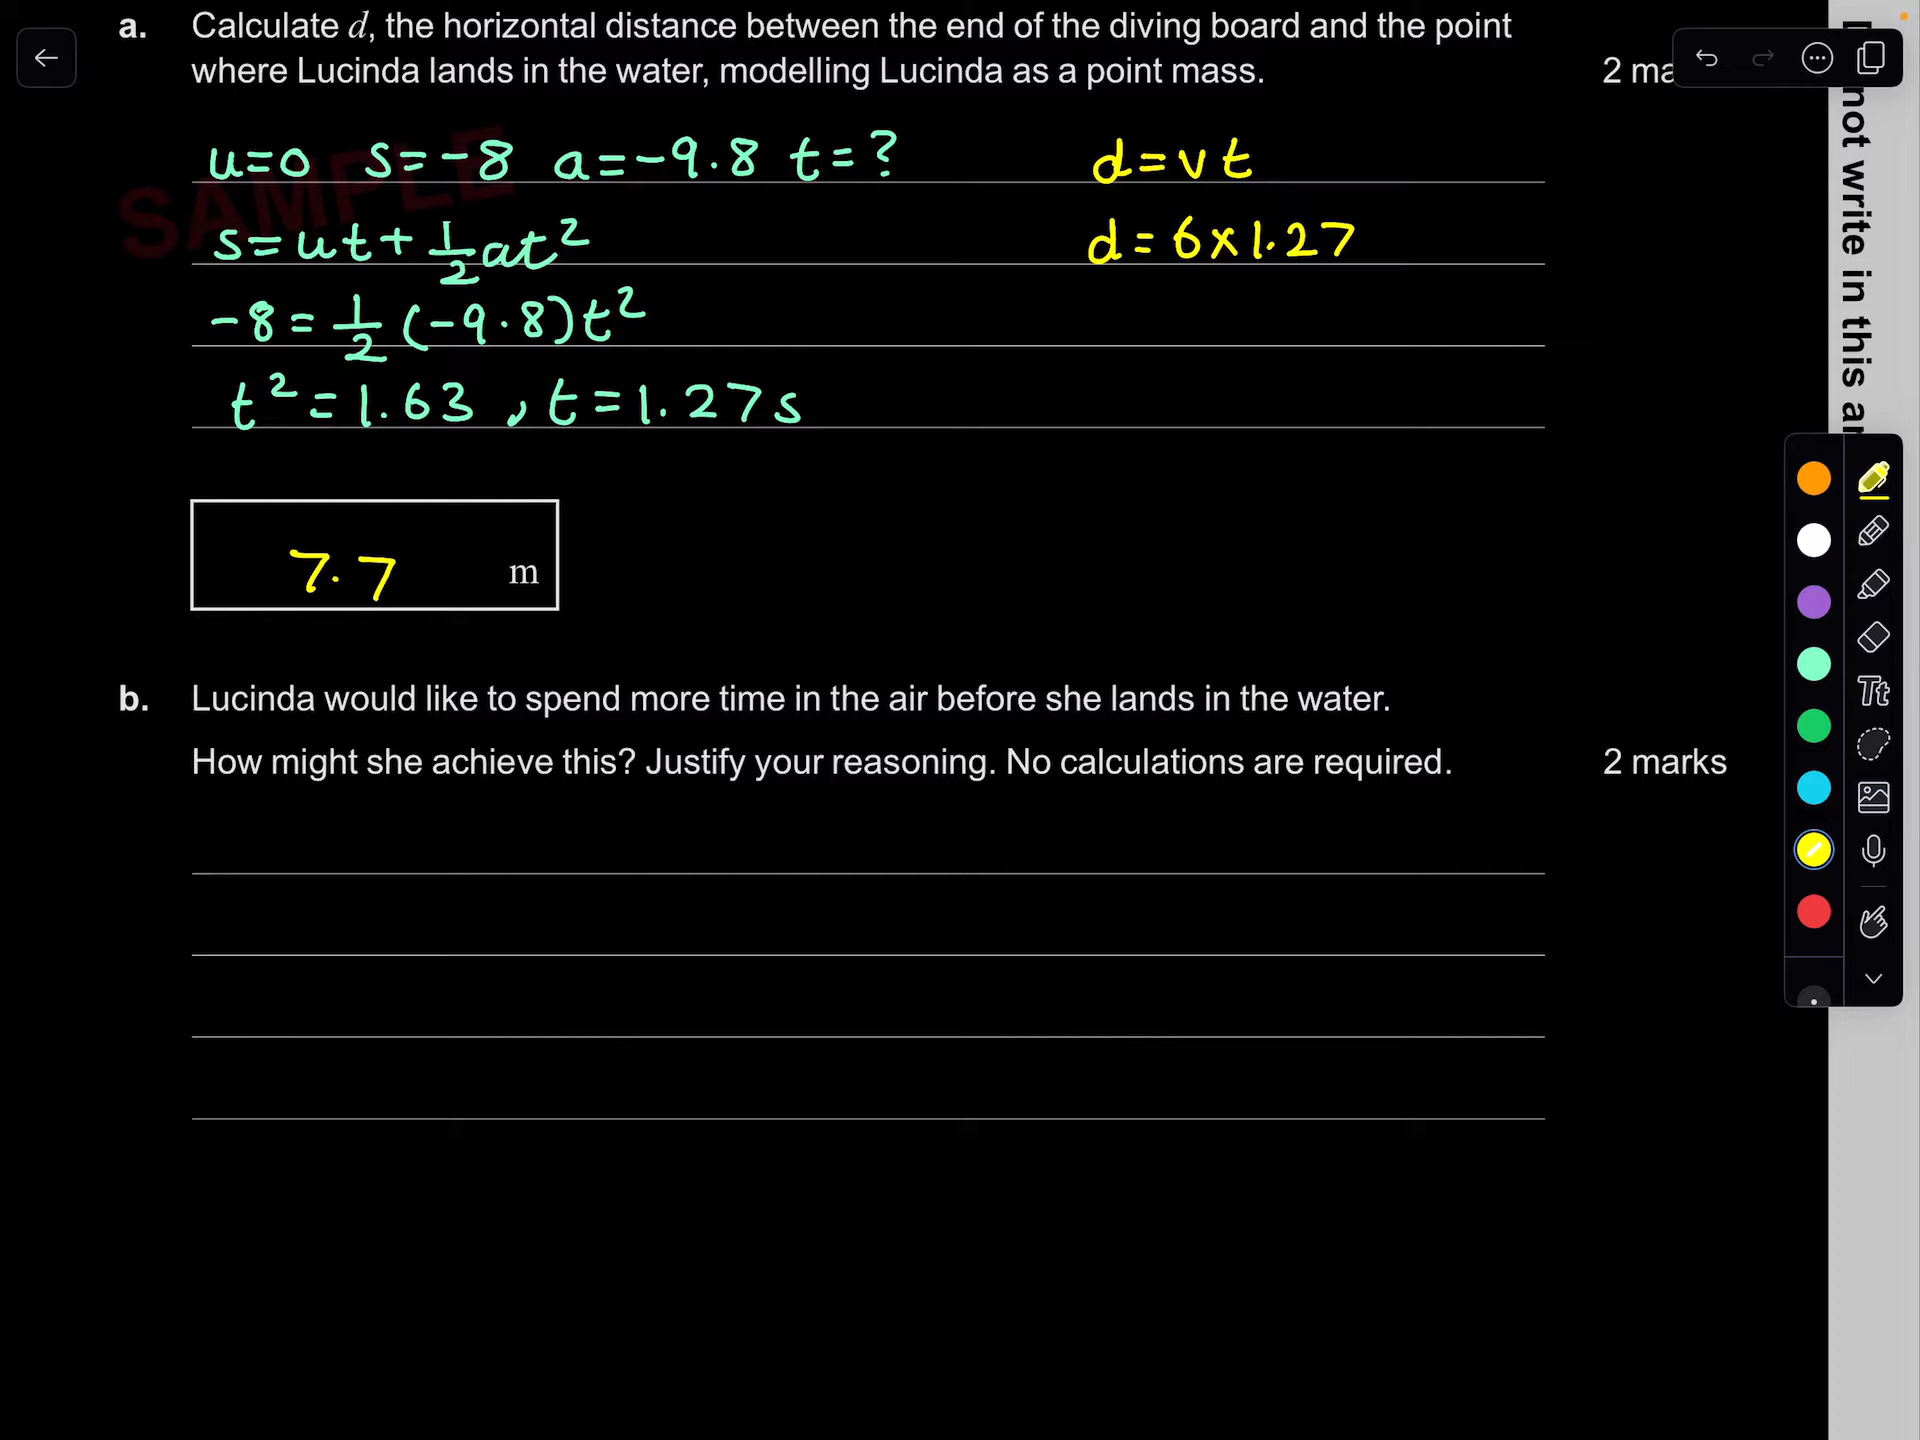 a. Calculate d, the horizontal distance between the end of the diving board and the point
where Lucinda lands in the water, modelling Lucinda as a point mass. 2 ma
SAMPLE
u=0 s=-8 a=-9.8 t=?
s=ut+½at²
-8=½(-9.8)t²
t²=1.63, t=1.27s
d=vt
d=6×1.27
7.7 m
b. Lucinda would like to spend more time in the air before she lands in the water.
How might she achieve this? Justify your reasoning. No calculations are required. 2 marks
not write in this
Tt